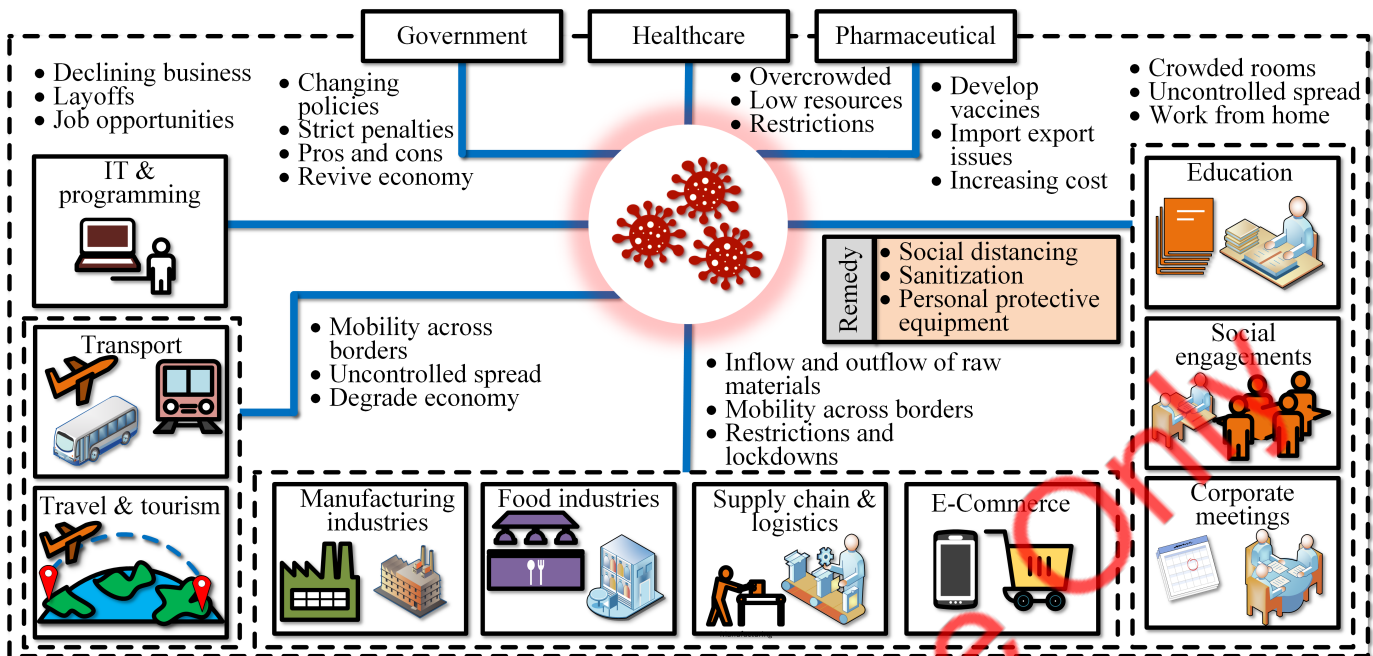 Government
Healthcare
Pharmaceutical
• Declining business
• Layoffs
• Job opportunities
• Changing
policies
• Strict penalties
• Pros and cons
• Revive economy
• Overcrowded
• Low resources
• Restrictions
• Develop
vaccines
• Import export
issues
• Increasing cost
• Crowded rooms
• Uncontrolled spread
• Work from home
IT &
programming
Education
Remedy
• Social distancing
• Sanitization
• Personal protective
equipment
Transport
• Mobility across
borders
• Uncontrolled spread
• Degrade economy
• Inflow and outflow of raw
materials
• Mobility across borders
• Restrictions and
lockdowns
Social
engagements
Travel & tourism
Manufacturing
industries
Food industries
Supply chain &
logistics
E-Commerce
Corporate
meetings
e Only